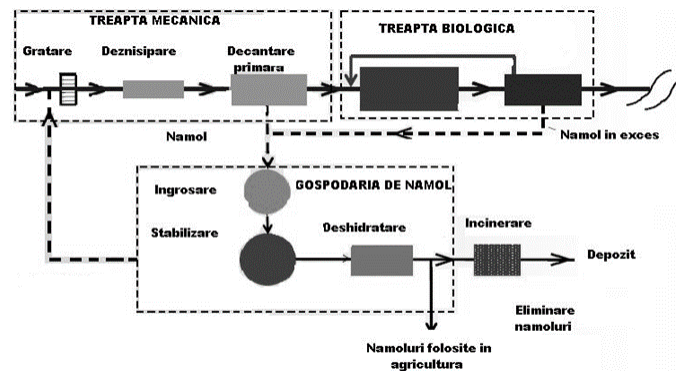 TREAPTA MECANICA
TREAPTA BIOLOGICA
Gratare
Deznisipare
Decantare
primara
Namol
Namol in exces
Ingrosare
GOSPODARIA DE NAMOL
Stabilizare
Deshidratare
Incinerare
Depozit
Eliminare
namoluri
Namoluri folosite in
agricultura